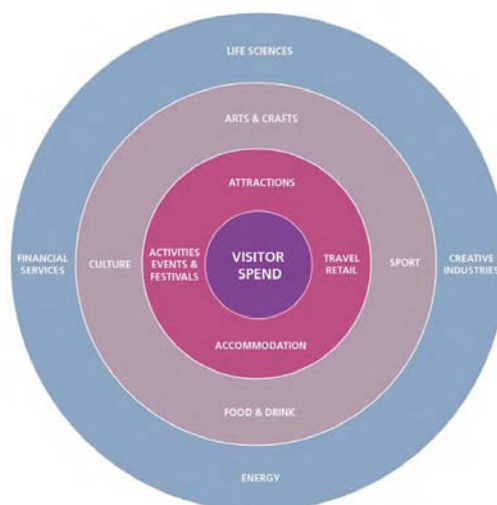 LIFE SCIENCES
ARTS & CRAFTS
ATTRACTIONS
FINANCIAL
SERVICES
CULTURE
ACTIVITIES
EVENTS &
FESTIVALS
VISITOR
SPEND
TRAVEL
RETAIL
SPORT
CREATIVE
INDUSTRIES
ACCOMMODATION
FOOD & DRINK
ENERGY